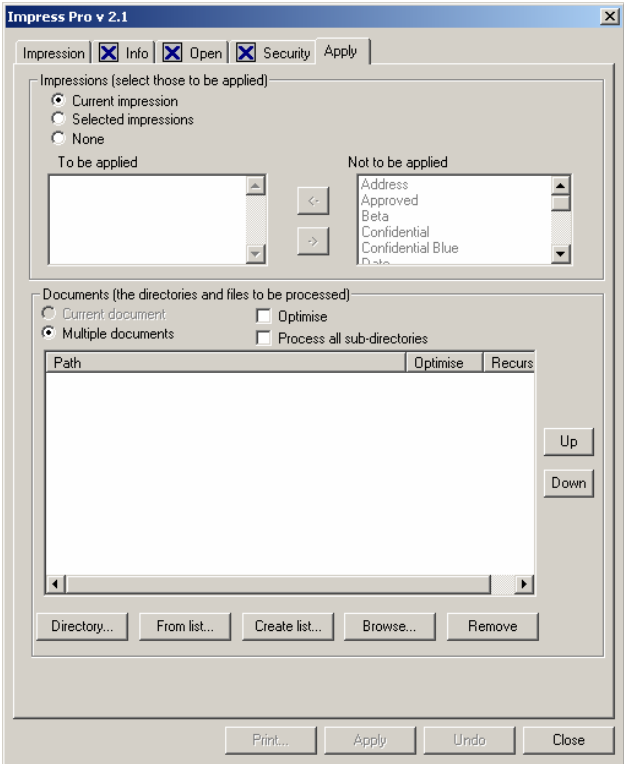 Impress Pro v 2.1
Impression Info Open Security Apply
Impressions (select those to be applied)
Current impression
Selected impressions
None
To be applied Not to be applied
Address
Approved
Beta
Confidential
Confidential Blue
Date
<- ->
Documents (the directories and files to be processed)
Current document Optimise
Multiple documents Process all sub-directories
Path Optimise Recurs
Up
Down
Directory... From list... Create list... Browse... Remove
Print... Apply Undo Close